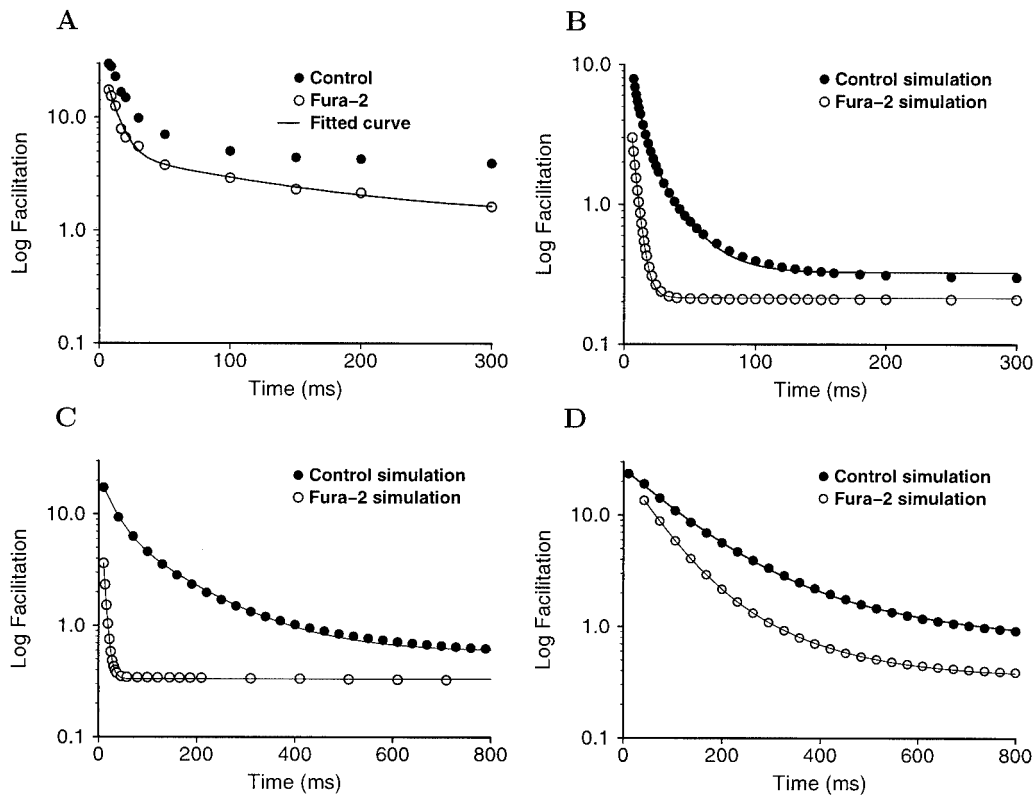 A
Control
Fura-2
Fitted curve
Log Facilitation
10.0
1.0
0.1
0
100
200
300
Time (ms)
B
Control simulation
Fura-2 simulation
Log Facilitation
10.0
1.0
0.1
0
100
200
300
Time (ms)
C
Control simulation
Fura-2 simulation
Log Facilitation
10.0
1.0
0.1
0
200
400
600
800
Time (ms)
D
Control simulation
Fura-2 simulation
Log Facilitation
10.0
1.0
0.1
0
200
400
600
800
Time (ms)